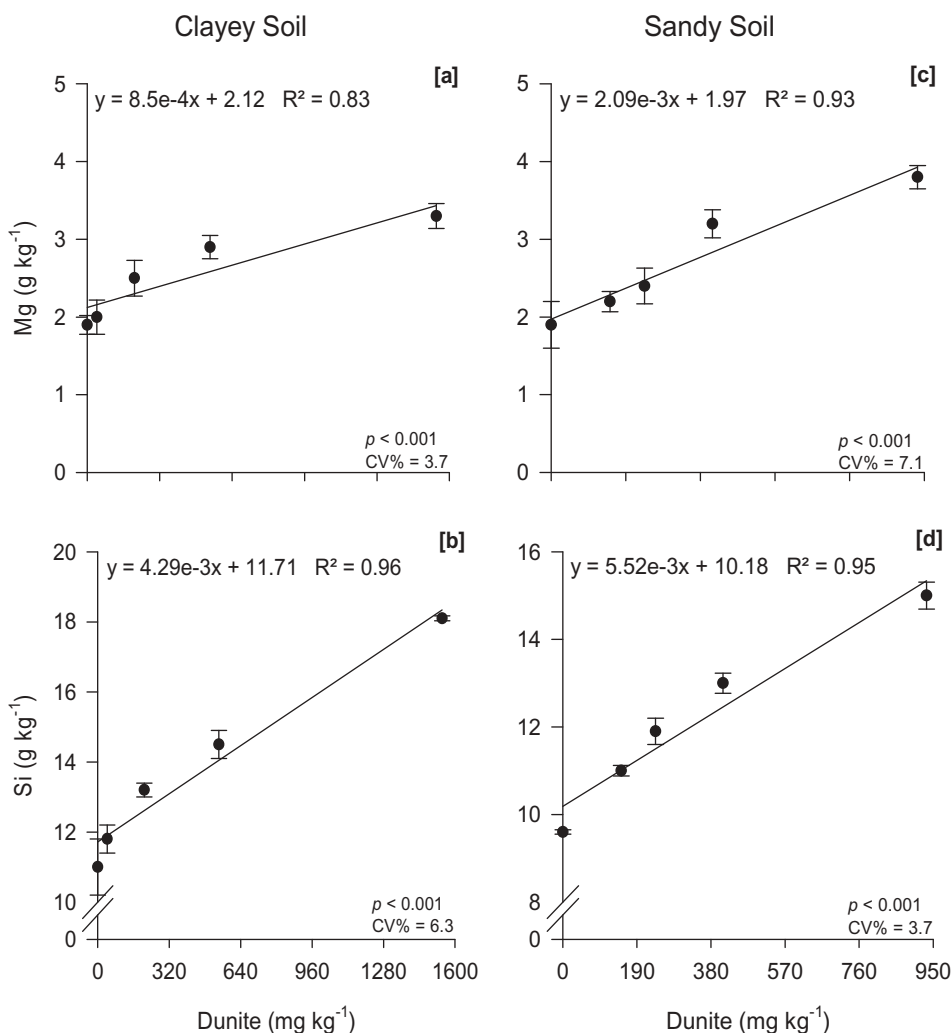 Clayey Soil
Sandy Soil
[a]
y = 8.5e-4x + 2.12 R² = 0.83
5
4
3
2
1
0
Mg (g kg⁻¹)
p < 0.001
CV% = 3.7
[c]
y = 2.09e-3x + 1.97 R² = 0.93
5
4
3
2
1
0
p < 0.001
CV% = 7.1
[b]
y = 4.29e-3x + 11.71 R² = 0.96
20
18
16
14
12
10
0
Si (g kg⁻¹)
p < 0.001
CV% = 6.3
0 320 640 960 1280 1600
Dunite (mg kg⁻¹)
[d]
y = 5.52e-3x + 10.18 R² = 0.95
16
14
12
10
8
0
p < 0.001
CV% = 3.7
0 190 380 570 760 950
Dunite (mg kg⁻¹)